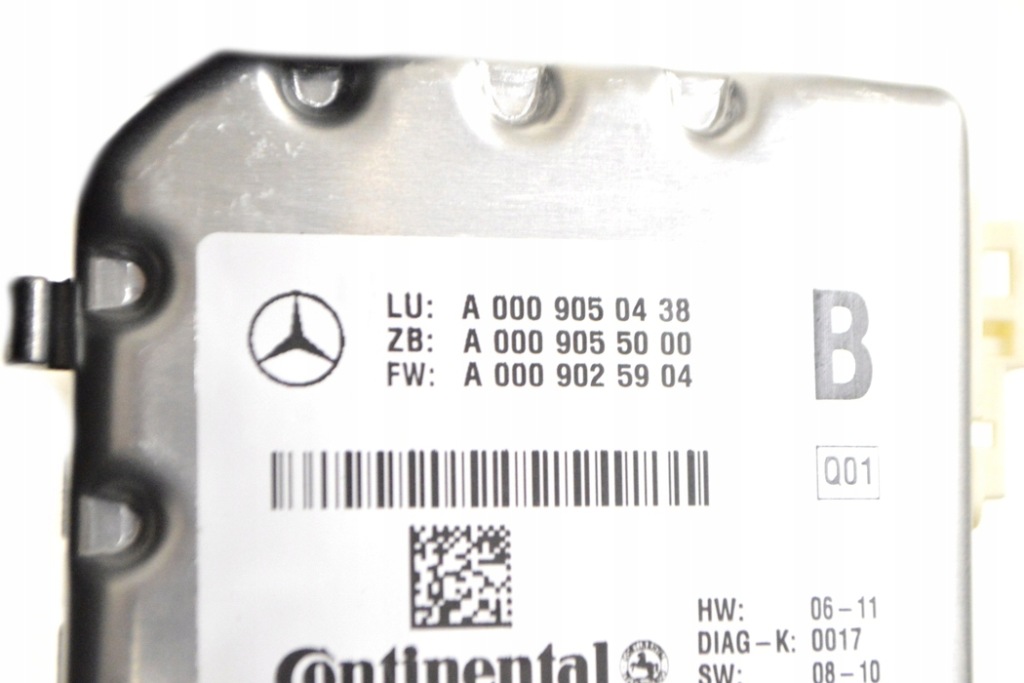 LU: A 000 905 04 38
ZB: A 000 905 50 00
FW: A 000 902 59 04
B
Q01
HW: 06-11
DIAG-K: 0017
SW: 08-10
Continental